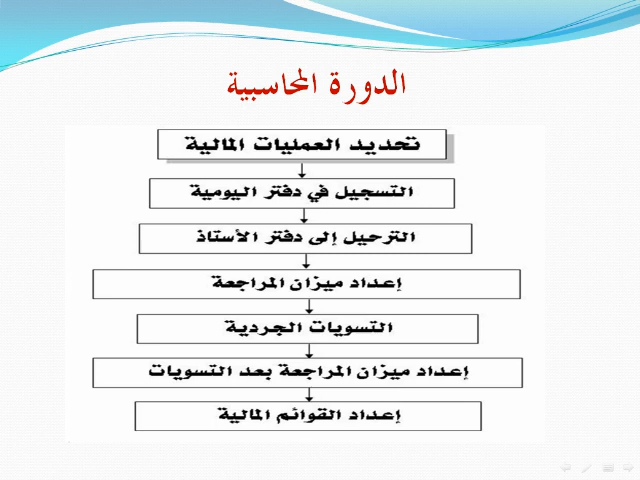 الدورة المحاسبية
تحديد العمليات المالية
التسجيل في دفتر اليومية
الترحيل إلى دفتر الأستاذ
إعداد ميزان المراجعة
التسويات الجردية
إعداد ميزان المراجعة بعد التسويات
إعداد القوائم المالية